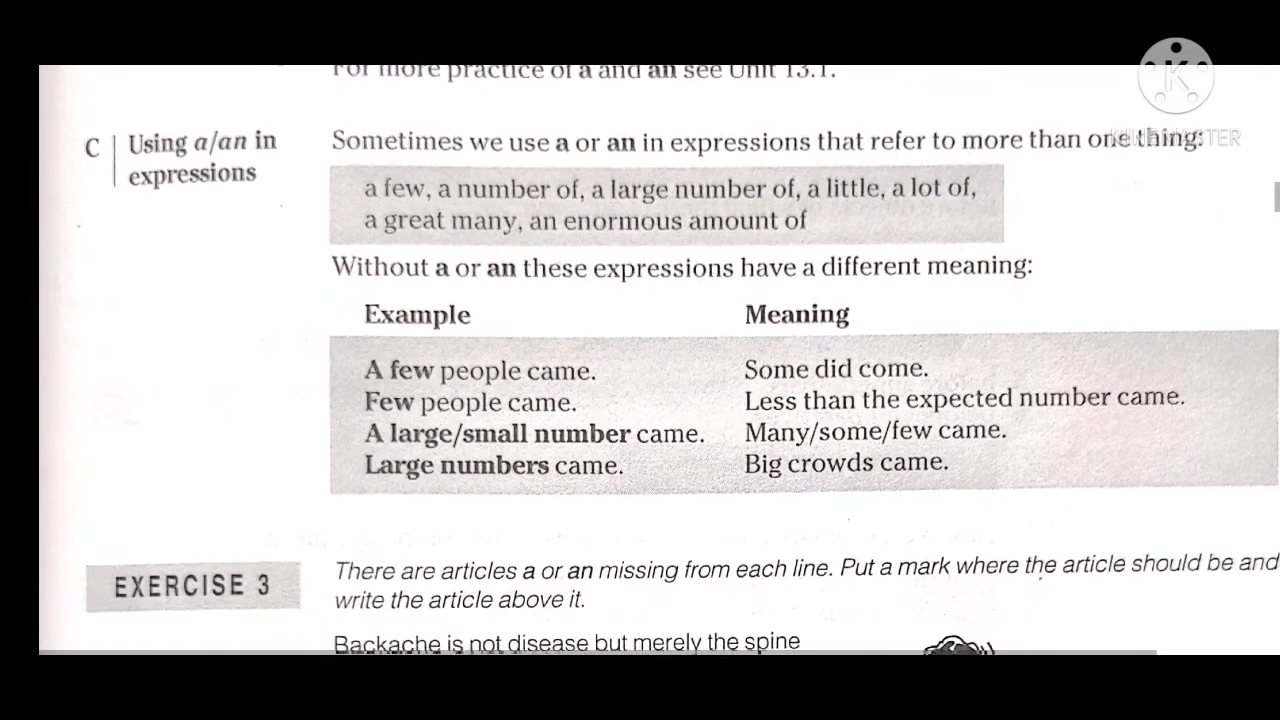 For more practice of a and an see Unit 13.1.
K
KINEMASTER
C
Using a/an in
expressions
Sometimes we use a or an in expressions that refer to more than one thing:
a few, a number of, a large number of, a little, a lot of,
a great many, an enormous amount of
Without a or an these expressions have a different meaning:
Example Meaning
A few people came. Some did come.
Few people came. Less than the expected number came.
A large/small number came. Many/some/few came.
Large numbers came. Big crowds came.
EXERCISE 3
There are articles a or an missing from each line. Put a mark where the article should be and
write the article above it.
Backache is not disease but merely the spine